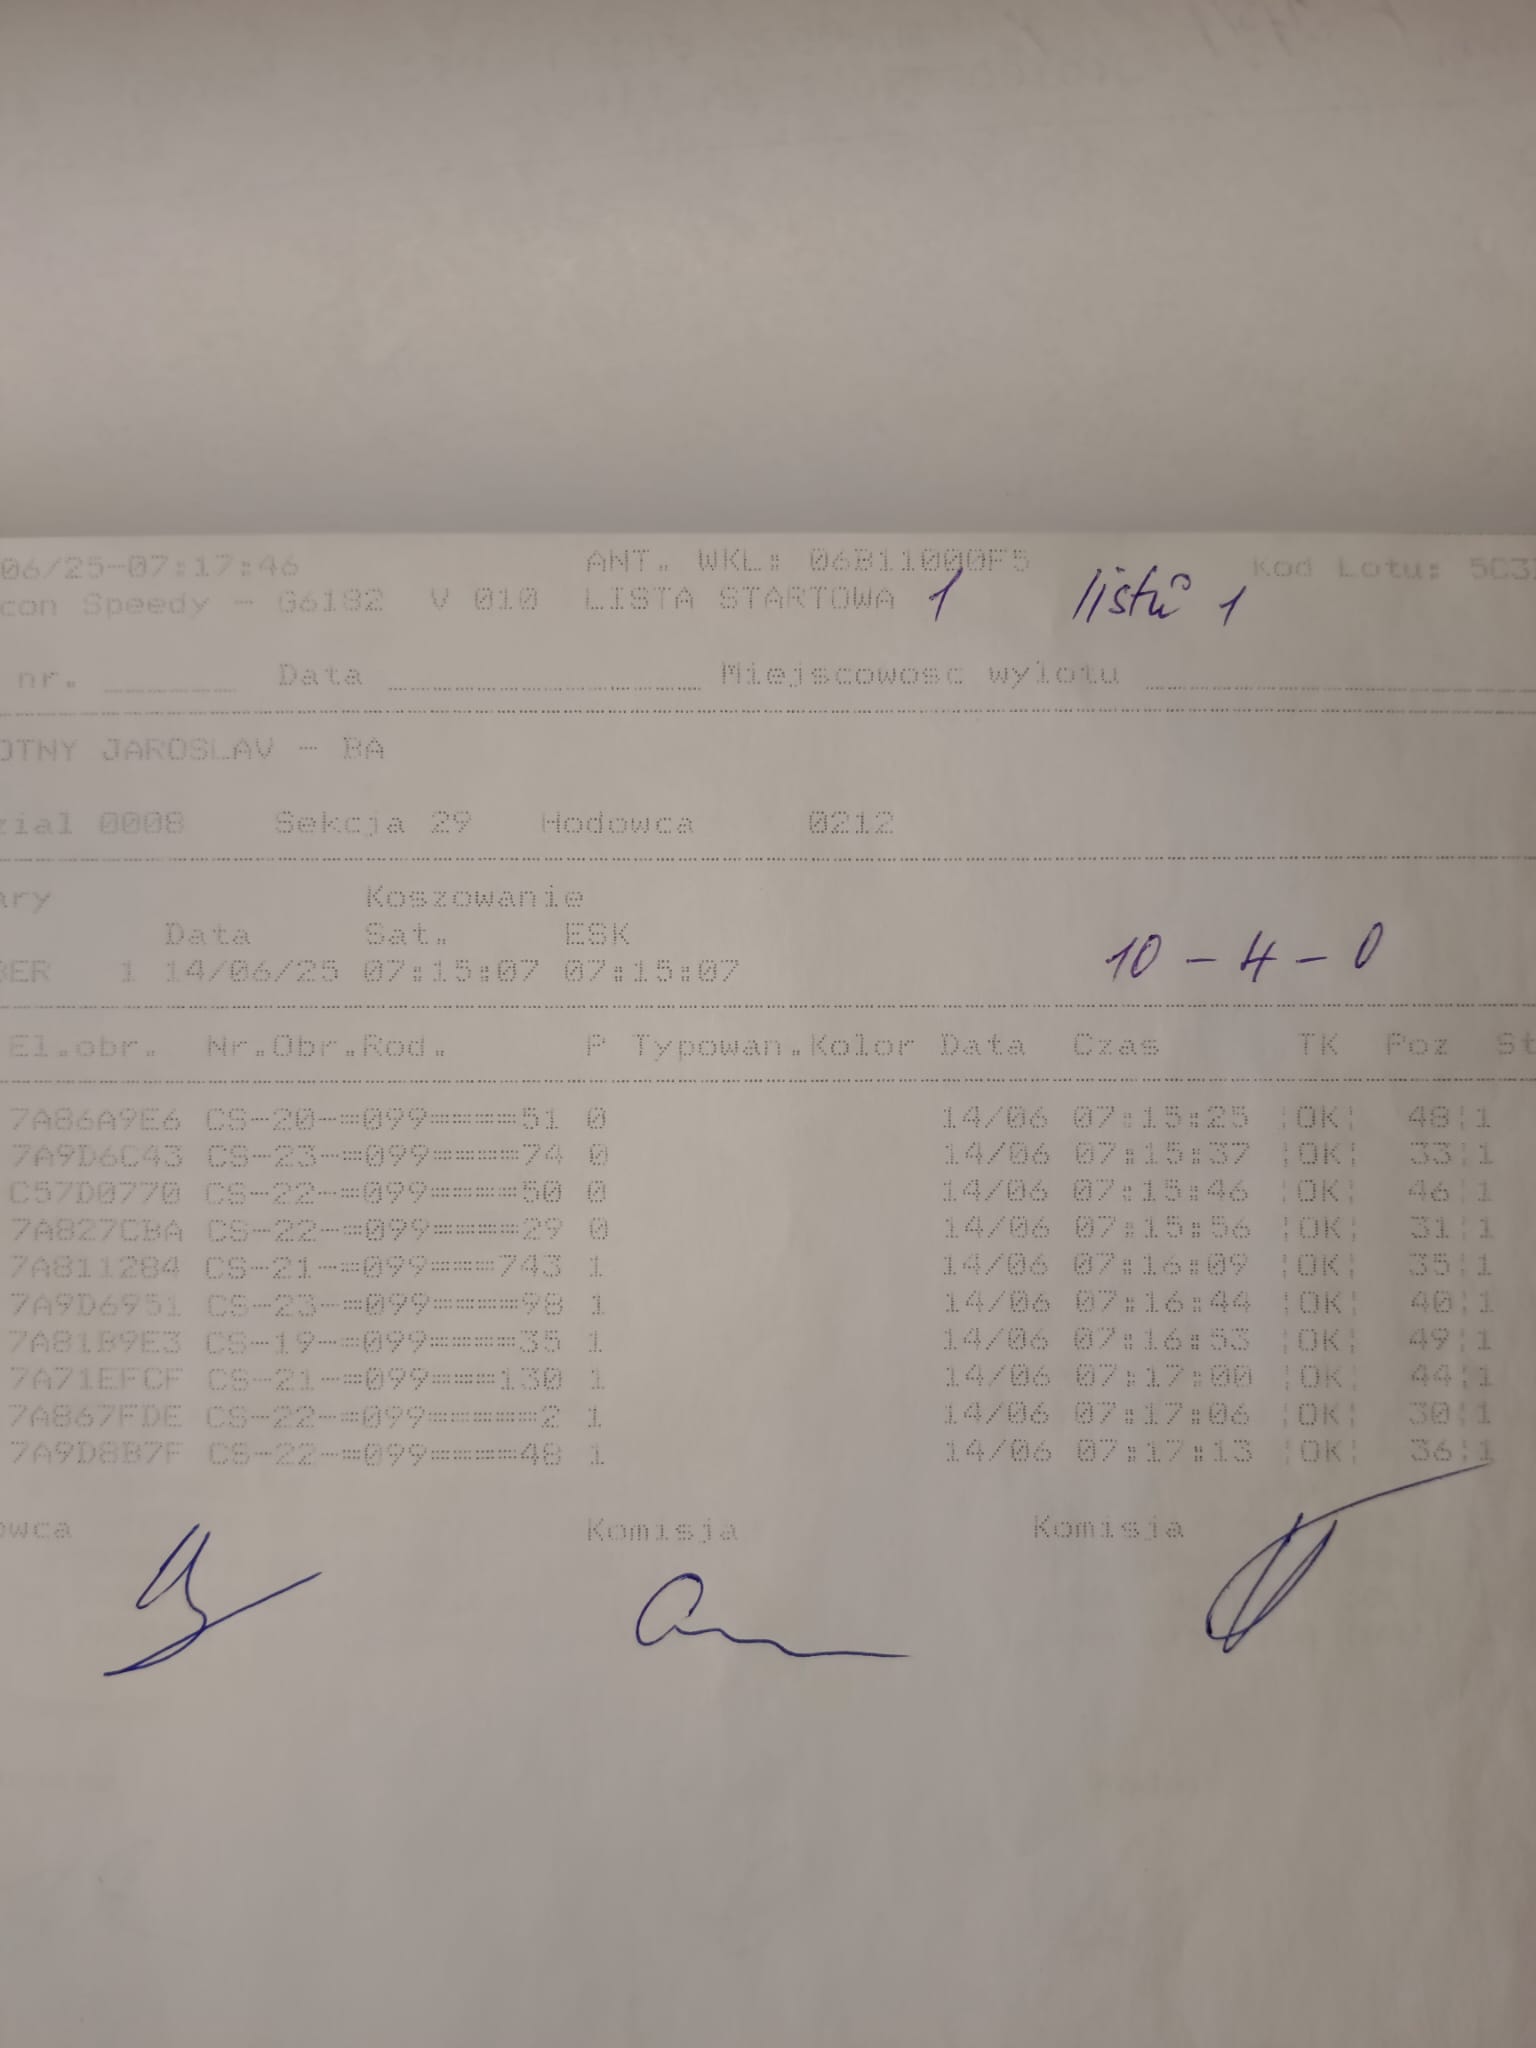 06/25-07:17:46 ANT. WKL: 06B11000F5 Kod Lotu: 5C3
con Speedy - G6182 V 010 LISTA STARTOWA 1 listů 1
nr. ______ Data ______________ Miejscowosc wylotu __________________
OTNY JAROSLAV - BA
zial 0008 Sekcja 29 Hodowca 0212
ary Koszowanie
Data Sat. ESK
BER 1 14/06/25 07:15:07 07:15:07 10 - 4 - 0
El.obr. Nr.Obr.Rod. P Typowan.Kolor Data Czas TK Poz St
7A86A9E6 CS-20-=099====51 0 14/06 07:15:25 ¦OK¦ 48¦1
7A9D6C43 CS-23-=099====74 0 14/06 07:15:37 ¦OK¦ 33¦1
C57D0770 CS-22-=099====50 0 14/06 07:15:46 ¦OK¦ 46¦1
7A827CBA CS-22-=099====29 0 14/06 07:15:56 ¦OK¦ 31¦1
7A811284 CS-21-=099===743 1 14/06 07:16:09 ¦OK¦ 35¦1
7A9D6951 CS-23-=099====98 1 14/06 07:16:44 ¦OK¦ 40¦1
7A81B9E3 CS-19-=099====35 1 14/06 07:16:53 ¦OK¦ 49¦1
7A71EFCF CS-21-=099===130 1 14/06 07:17:00 ¦OK¦ 44¦1
7A867FDE CS-22-=099=====2 1 14/06 07:17:06 ¦OK¦ 30¦1
7A9D8B7F CS-22-=099====48 1 14/06 07:17:13 ¦OK¦ 36¦1
owca Komisja Komisja